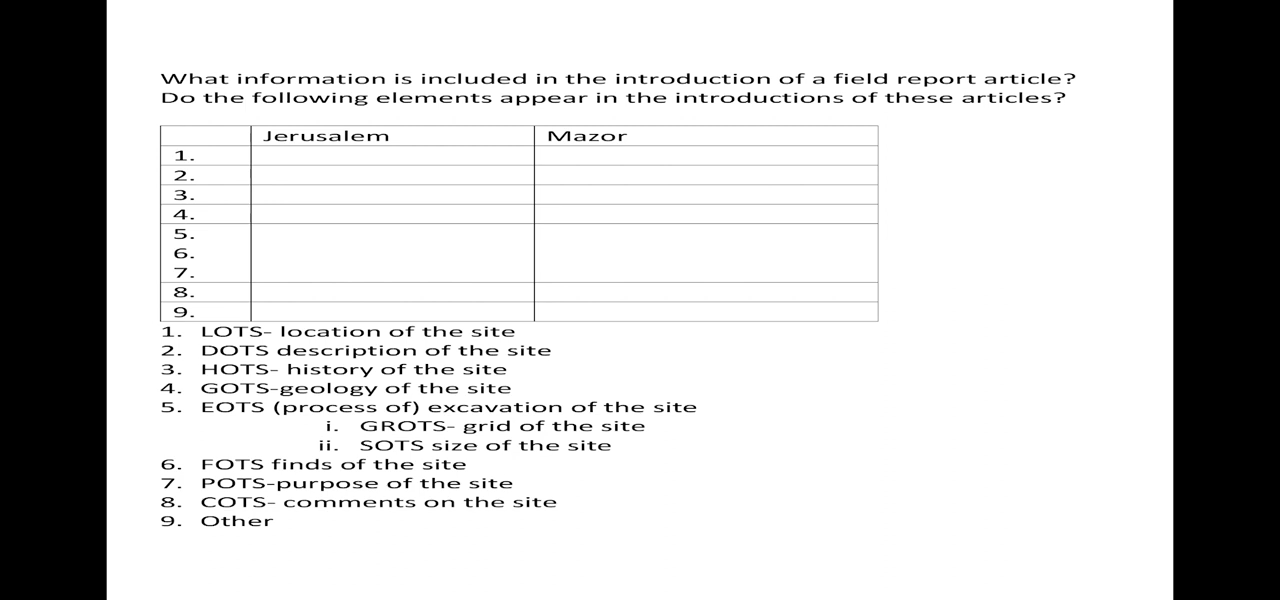 What information is included in the introduction of a field report article?
Do the following elements appear in the introductions of these articles?
Jerusalem Mazor
1.
2.
3.
4.
5.
6.
7.
8.
9.
1. LOTS- location of the site
2. DOTS description of the site
3. HOTS- history of the site
4. GOTS-geology of the site
5. EOTS (process of) excavation of the site
i. GROTS- grid of the site
ii. SOTS size of the site
6. FOTS finds of the site
7. POTS-purpose of the site
8. COTS- comments on the site
9. Other